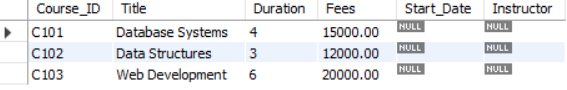 Course_ID Title Duration Fees Start_Date Instructor
C101 Database Systems 4 15000.00 NULL NULL
C102 Data Structures 3 12000.00 NULL NULL
C103 Web Development 6 20000.00 NULL NULL